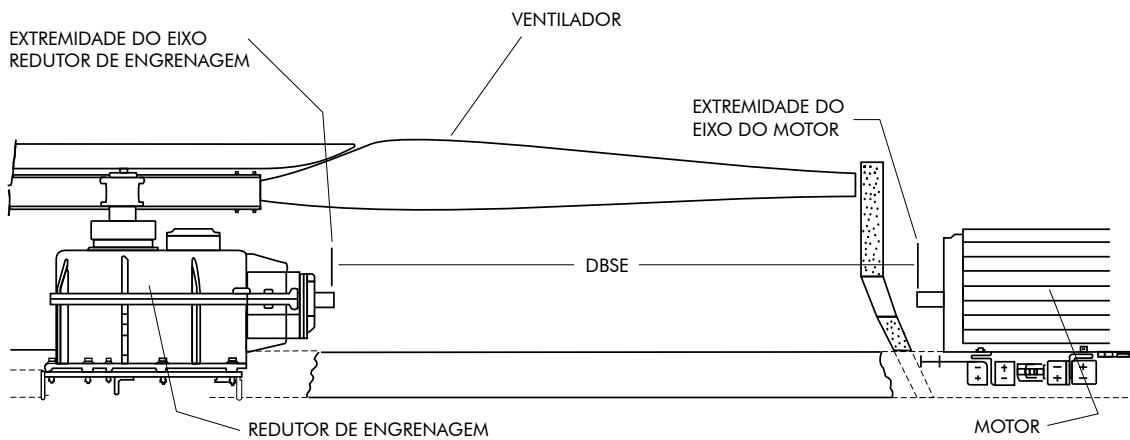 VENTILADOR
EXTREMIDADE DO EIXO
REDUTOR DE ENGRENAGEM
EXTREMIDADE DO
EIXO DO MOTOR
DBSE
REDUTOR DE ENGRENAGEM
MOTOR